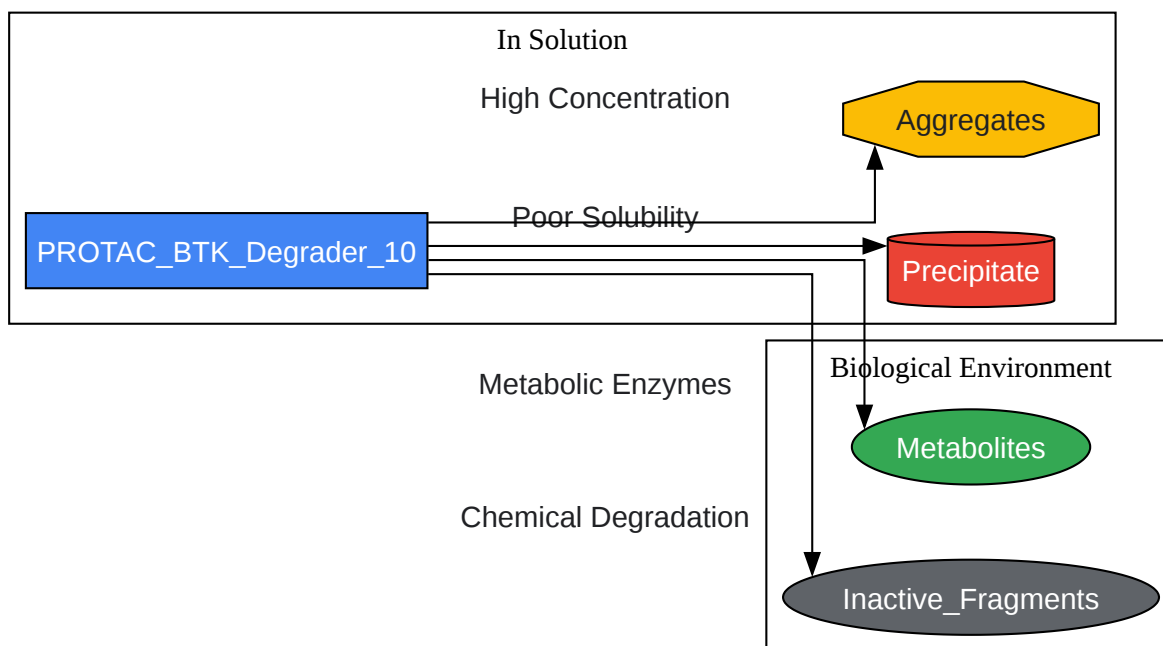 In Solution
High Concentration
Aggregates
Poor Solubility
PROTAC_BTK_Degrader_10
Precipitate
Biological Environment
Metabolic Enzymes
Metabolites
Chemical Degradation
Inactive_Fragments